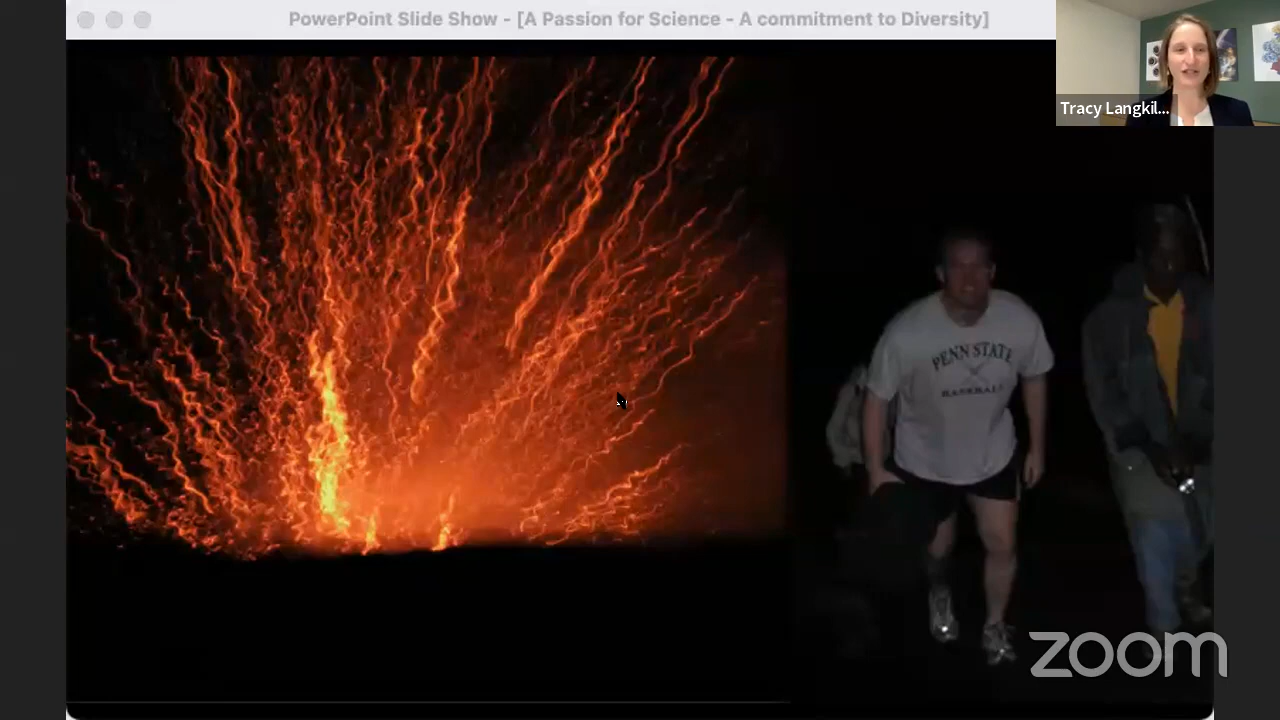 PowerPoint Slide Show - [A Passion for Science - A commitment to Diversity]
Tracy Langkil...
PENN STATE
BASEBALL
zoom